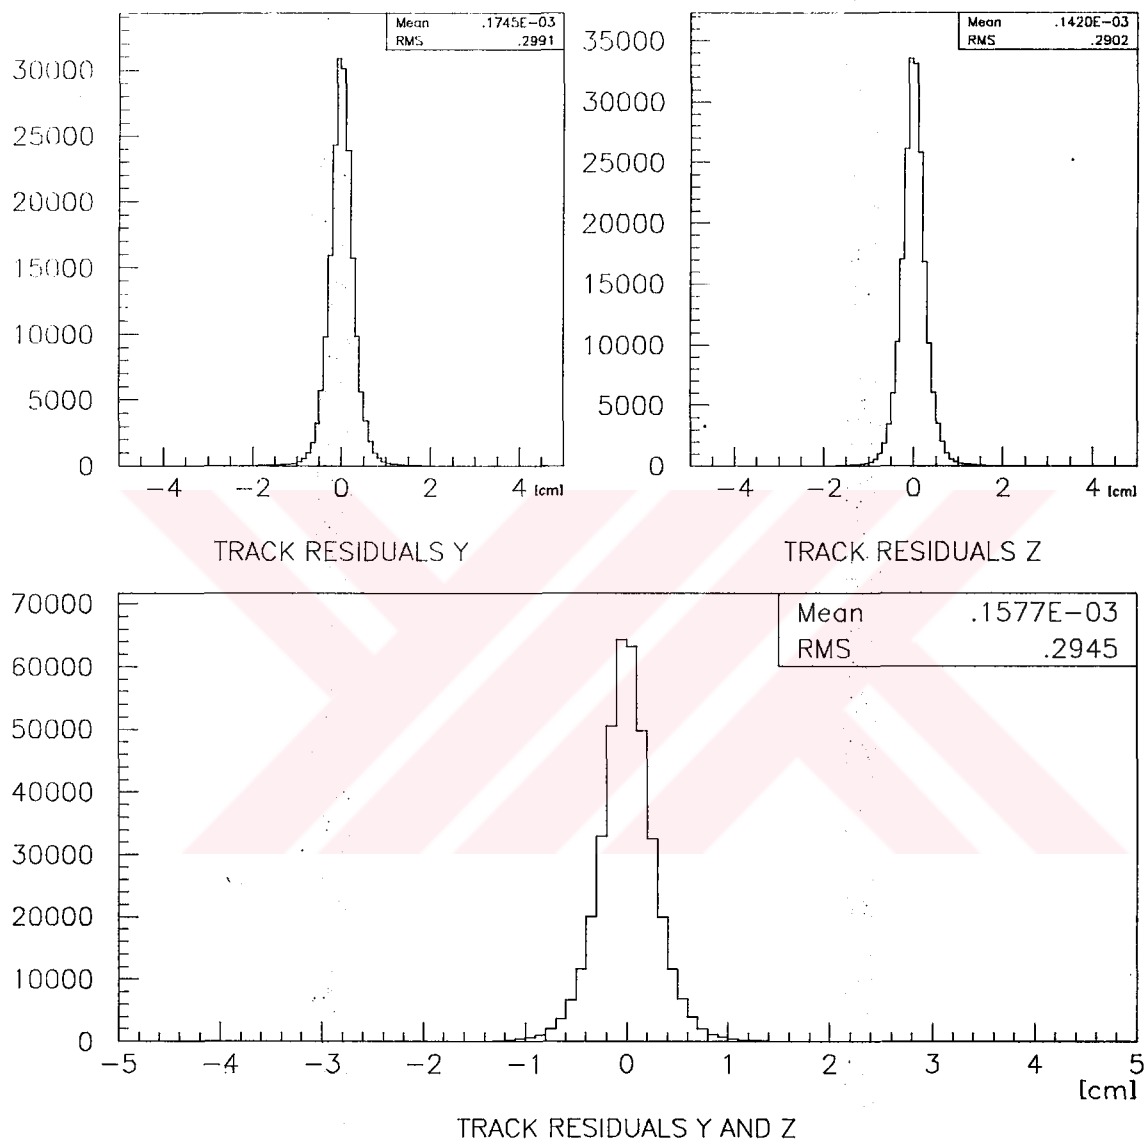 Mean .1745E-03
RMS .2991
30000
25000
20000
15000
10000
5000
0
-4 -2 0 2 4 [cm]
TRACK RESIDUALS Y
Mean .1420E-03
RMS .2902
35000
30000
25000
20000
15000
10000
5000
0
-4 -2 0 2 4 [cm]
TRACK RESIDUALS Z
Mean .1577E-03
RMS .2945
70000
60000
50000
40000
30000
20000
10000
0
-5 -4 -3 -2 -1 0 1 2 3 4 5
[cm]
TRACK RESIDUALS Y AND Z